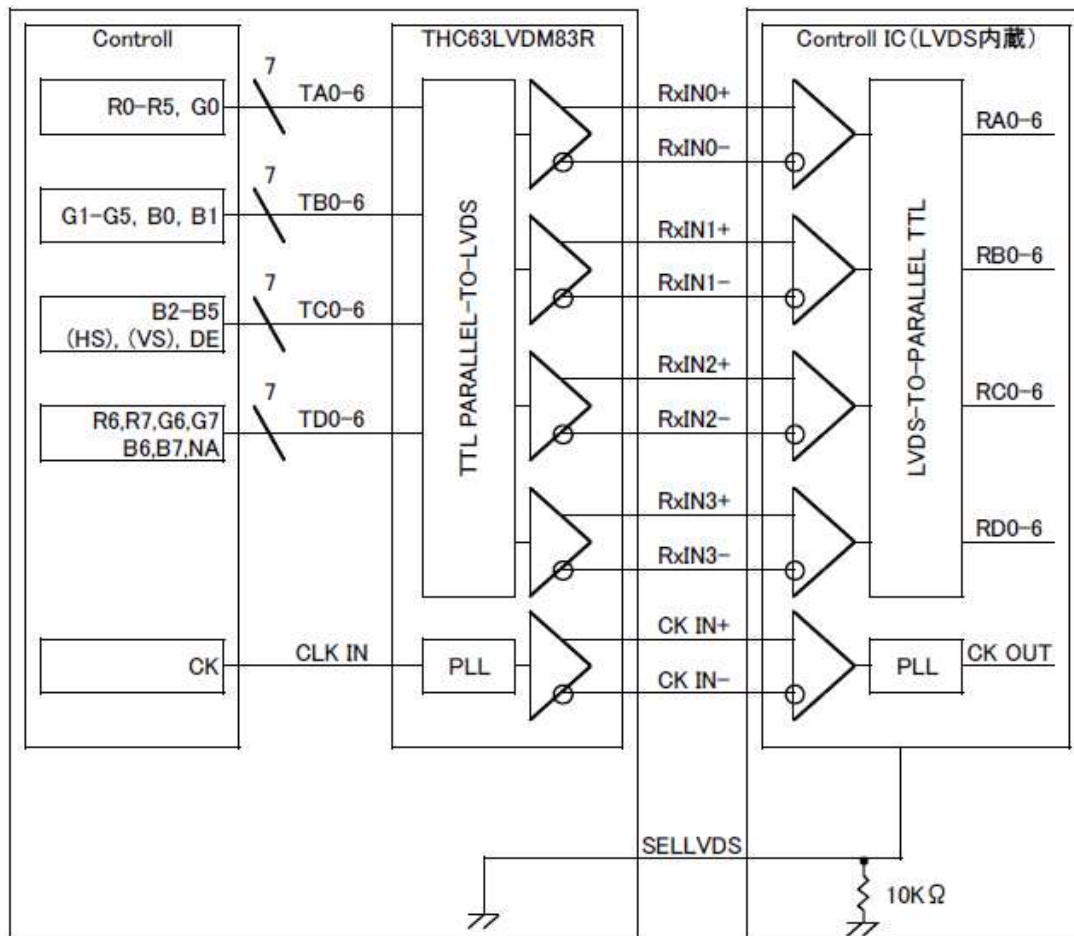 Controll
THC63LVDM83R
Controll IC(LVDS内蔵)
R0-R5, G0
7
TA0-6
RxIN0+
RxIN0-
RA0-6
G1-G5, B0, B1
7
TB0-6
RxIN1+
RxIN1-
RB0-6
B2-B5
(HS), (VS), DE
7
TC0-6
RxIN2+
RxIN2-
RC0-6
R6,R7,G6,G7
B6,B7,NA
7
TD0-6
RxIN3+
RxIN3-
RD0-6
TTL PARALLEL-TO-LVDS
LVDS-TO-PARALLEL TTL
CK
CLK IN
PLL
CK IN+
CK IN-
PLL
CK OUT
SELLVDS
10KΩ